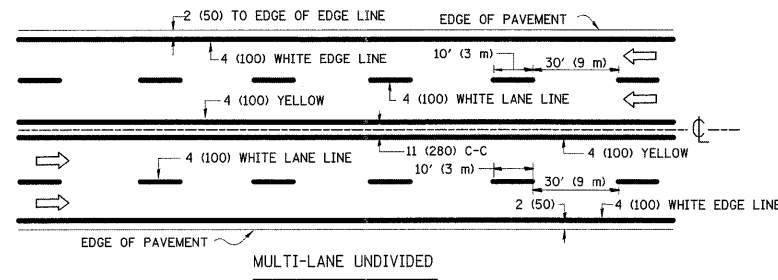 2 (50) TO EDGE OF EDGE LINE
EDGE OF PAVEMENT
4 (100) WHITE EDGE LINE
10' (3 m)
30' (9 m)
4 (100) YELLOW
4 (100) WHITE LANE LINE
4 (100) WHITE LANE LINE
11 (280) C-C
4 (100) YELLOW
10' (3 m)
30' (9 m)
2 (50)
4 (100) WHITE EDGE LINE
EDGE OF PAVEMENT
MULTI-LANE UNDIVIDED